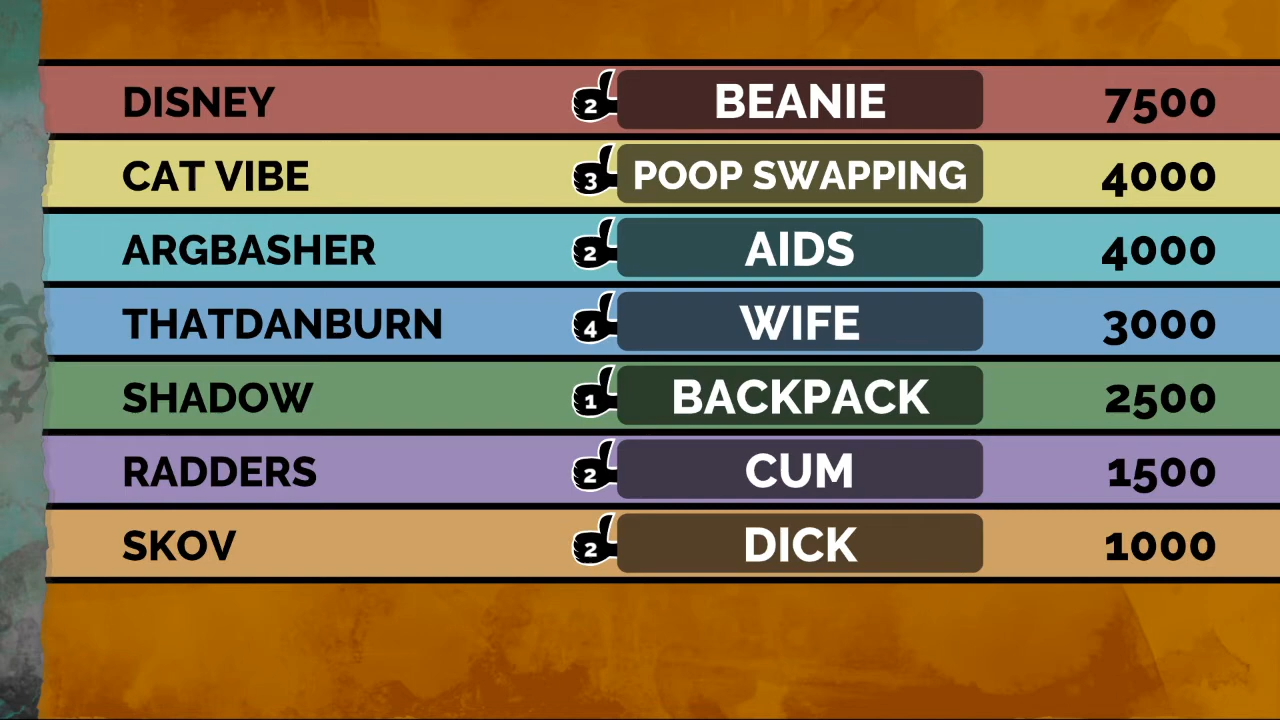 DISNEY 2 BEANIE 7500
CAT VIBE 3 POOP SWAPPING 4000
ARGBASHER 2 AIDS 4000
THATDANBURN 4 WIFE 3000
SHADOW 1 BACKPACK 2500
RADDERS 2 CUM 1500
SKOV 2 DICK 1000